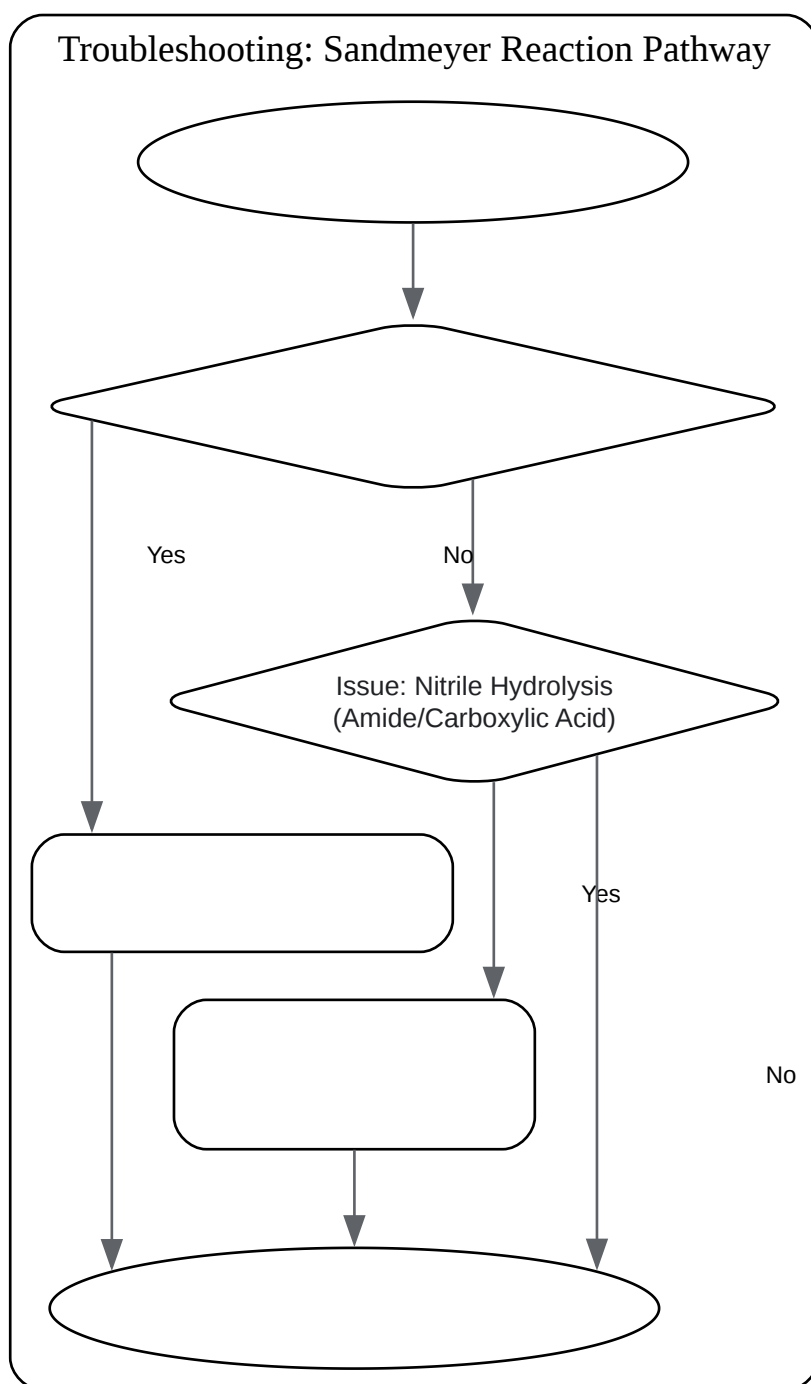 Troubleshooting: Sandmeyer Reaction Pathway
Yes
No
Issue: Nitrile Hydrolysis
(Amide/Carboxylic Acid)
Yes
No